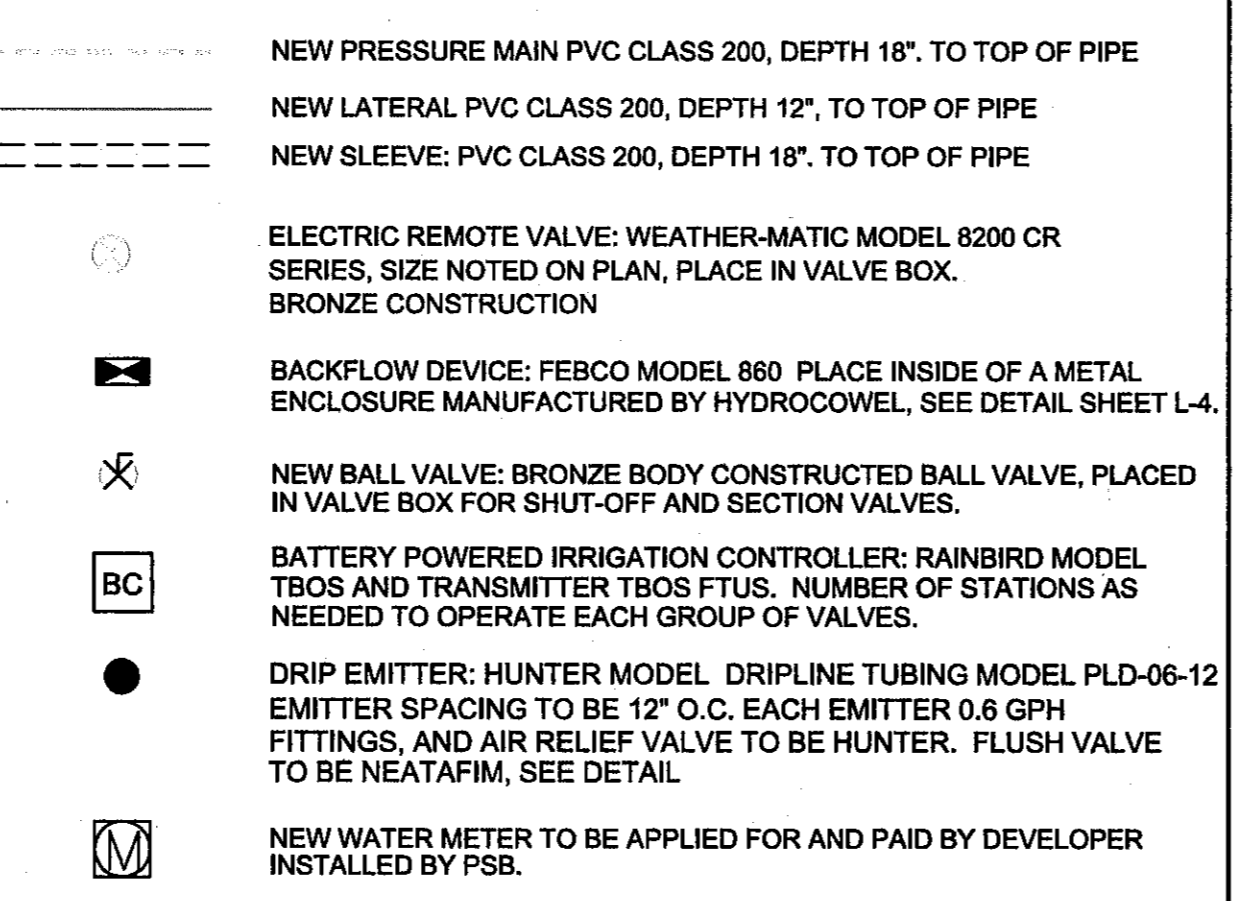 NEW PRESSURE MAIN PVC CLASS 200, DEPTH 18". TO TOP OF PIPE
NEW LATERAL PVC CLASS 200, DEPTH 12", TO TOP OF PIPE
NEW SLEEVE: PVC CLASS 200, DEPTH 18". TO TOP OF PIPE
ELECTRIC REMOTE VALVE: WEATHER-MATIC MODEL 8200 CR
SERIES, SIZE NOTED ON PLAN, PLACE IN VALVE BOX.
BRONZE CONSTRUCTION
BACKFLOW DEVICE: FEBCO MODEL 860 PLACE INSIDE OF A METAL
ENCLOSURE MANUFACTURED BY HYDROCOWEL, SEE DETAIL SHEET L-4.
NEW BALL VALVE: BRONZE BODY CONSTRUCTED BALL VALVE, PLACED
IN VALVE BOX FOR SHUT-OFF AND SECTION VALVES.
BC
BATTERY POWERED IRRIGATION CONTROLLER: RAINBIRD MODEL
TBOS AND TRANSMITTER TBOS FTUS. NUMBER OF STATIONS AS
NEEDED TO OPERATE EACH GROUP OF VALVES.
DRIP EMITTER: HUNTER MODEL DRIPLINE TUBING MODEL PLD-06-12
EMITTER SPACING TO BE 12" O.C. EACH EMITTER 0.6 GPH
FITTINGS, AND AIR RELIEF VALVE TO BE HUNTER. FLUSH VALVE
TO BE NEATAFIM, SEE DETAIL
M
NEW WATER METER TO BE APPLIED FOR AND PAID BY DEVELOPER
INSTALLED BY PSB.